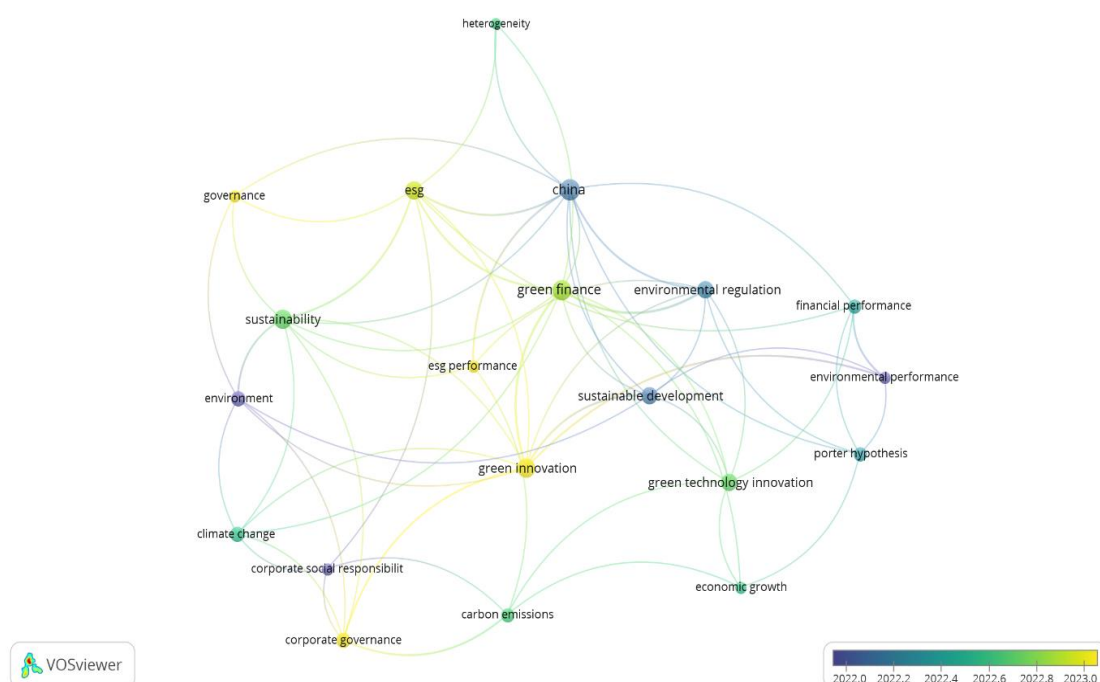 heterogeneity
governance
esg
china
green finance
environmental regulation
financial performance
sustainability
esg performance
environmental performance
environment
sustainable development
porter hypothesis
green innovation
green technology innovation
climate change
corporate social responsibilit
economic growth
carbon emissions
corporate governance
VOSviewer
2022.0 2022.2 2022.4 2022.6 2022.8 2023.0